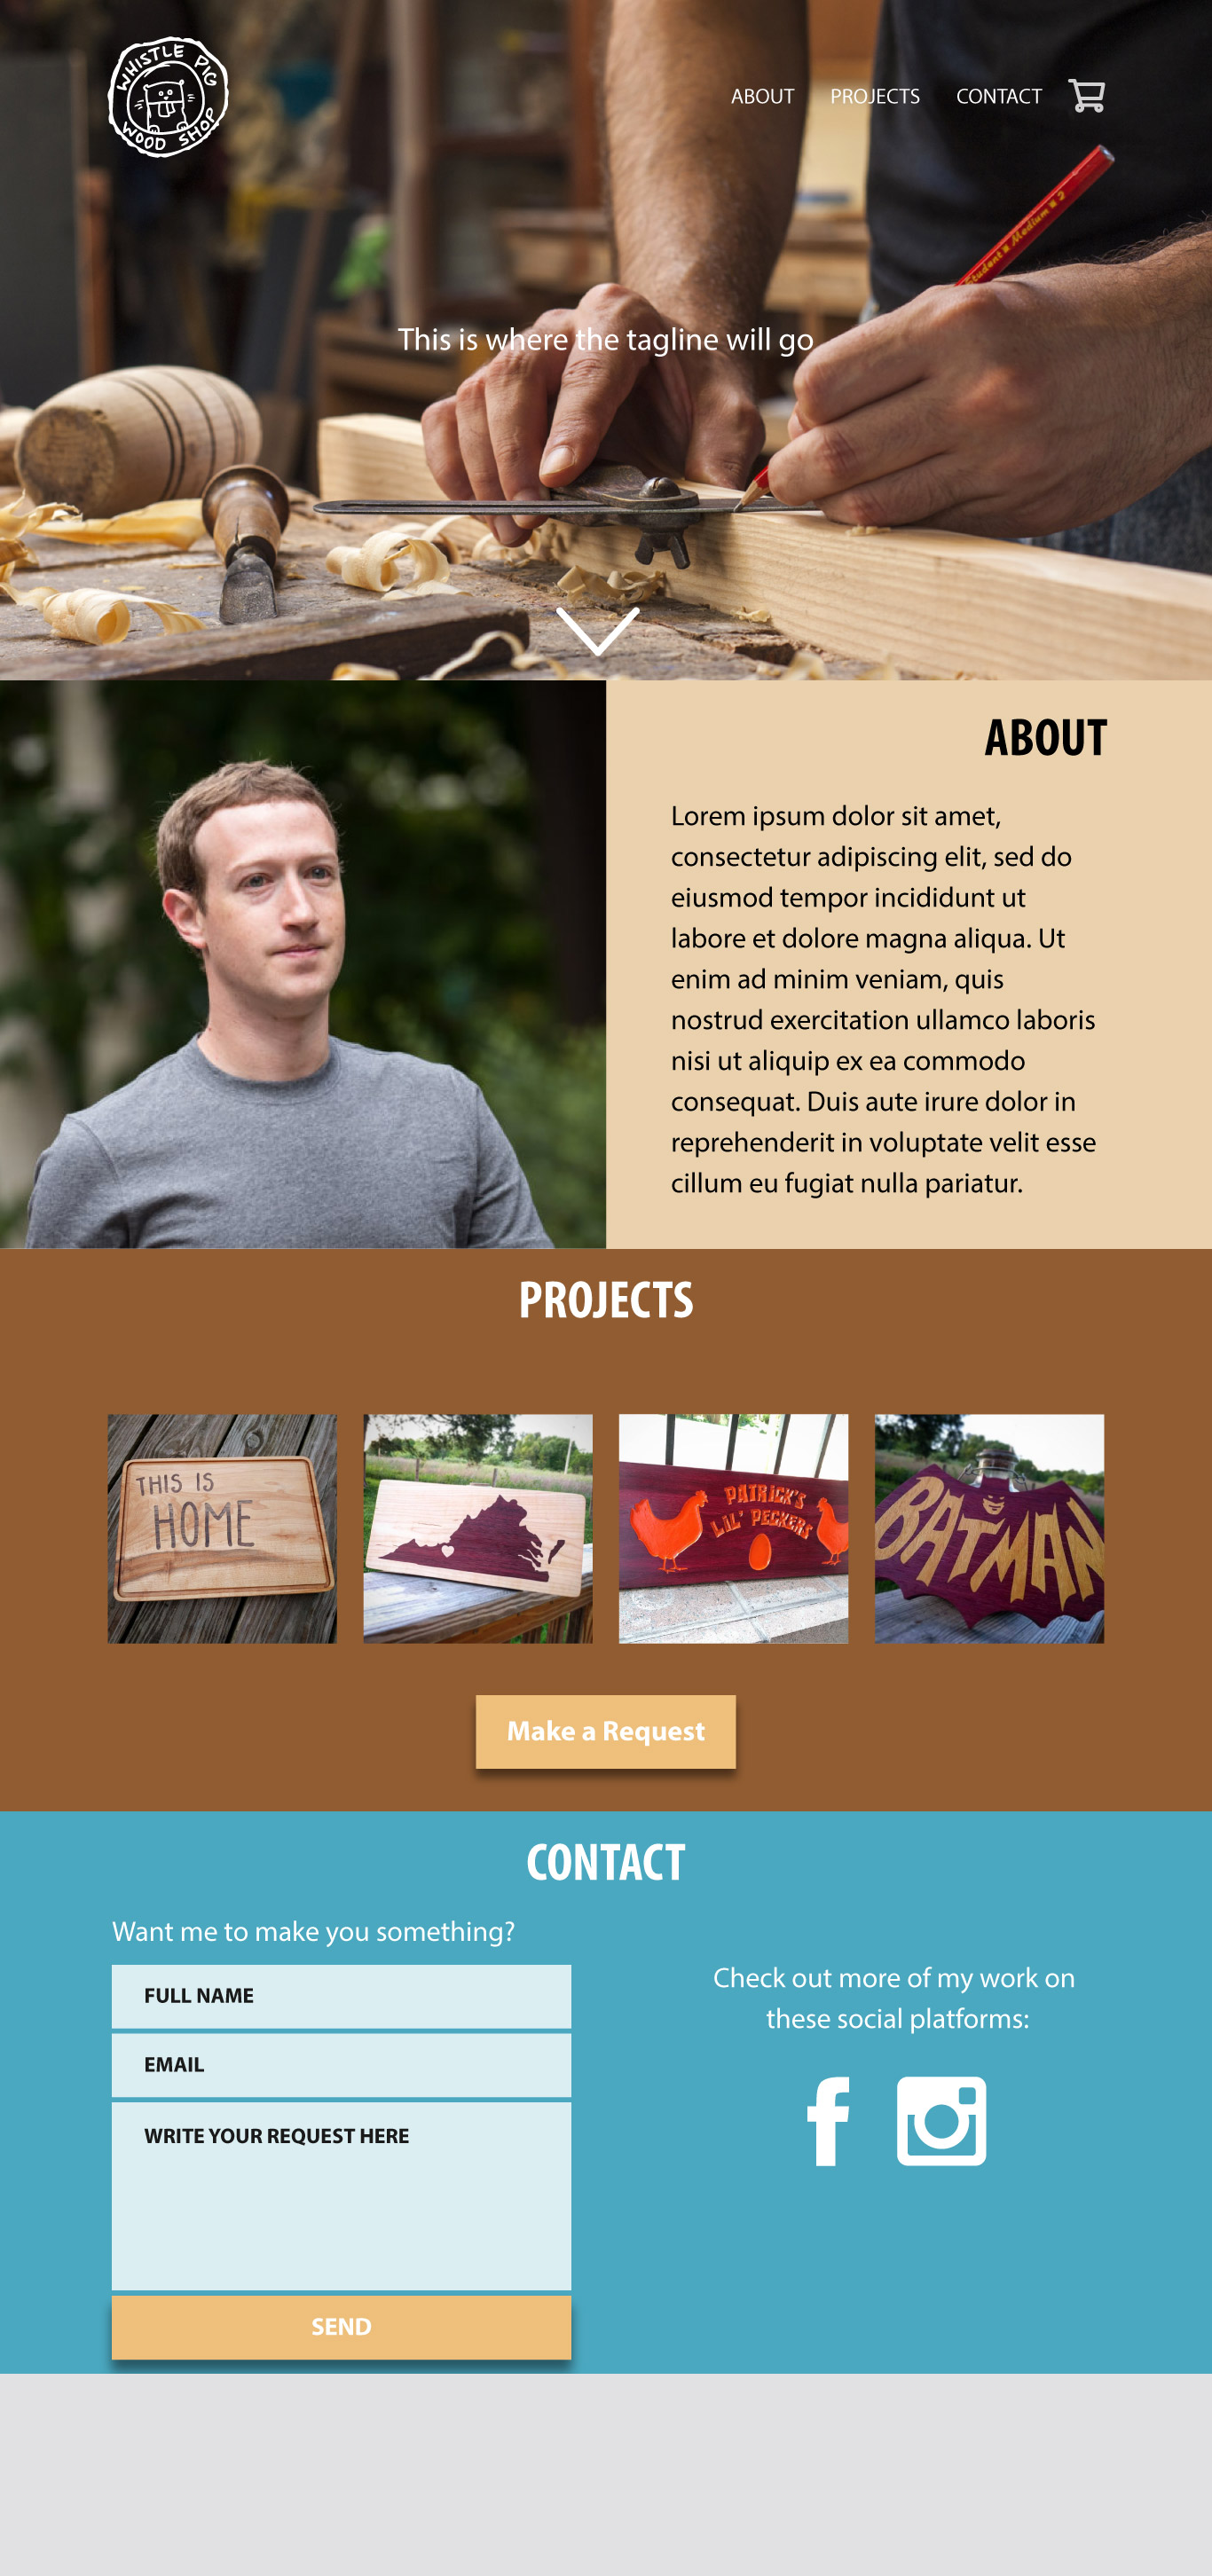 WHISTLE PIG
WOOD SHOP
ABOUT PROJECTS CONTACT
Student Medium 2
This is where the tagline will go
ABOUT
Lorem ipsum dolor sit amet,
consectetur adipiscing elit, sed do
eiusmod tempor incididunt ut
labore et dolore magna aliqua. Ut
enim ad minim veniam, quis
nostrud exercitation ullamco laboris
nisi ut aliquip ex ea commodo
consequat. Duis aute irure dolor in
reprehenderit in voluptate velit esse
cillum eu fugiat nulla pariatur.
PROJECTS
THIS IS
HOME
PATRICK'S
LIL' PECKERS
BATMAN
Make a Request
CONTACT
Want me to make you something?
FULL NAME
EMAIL
WRITE YOUR REQUEST HERE
SEND
Check out more of my work on
these social platforms: